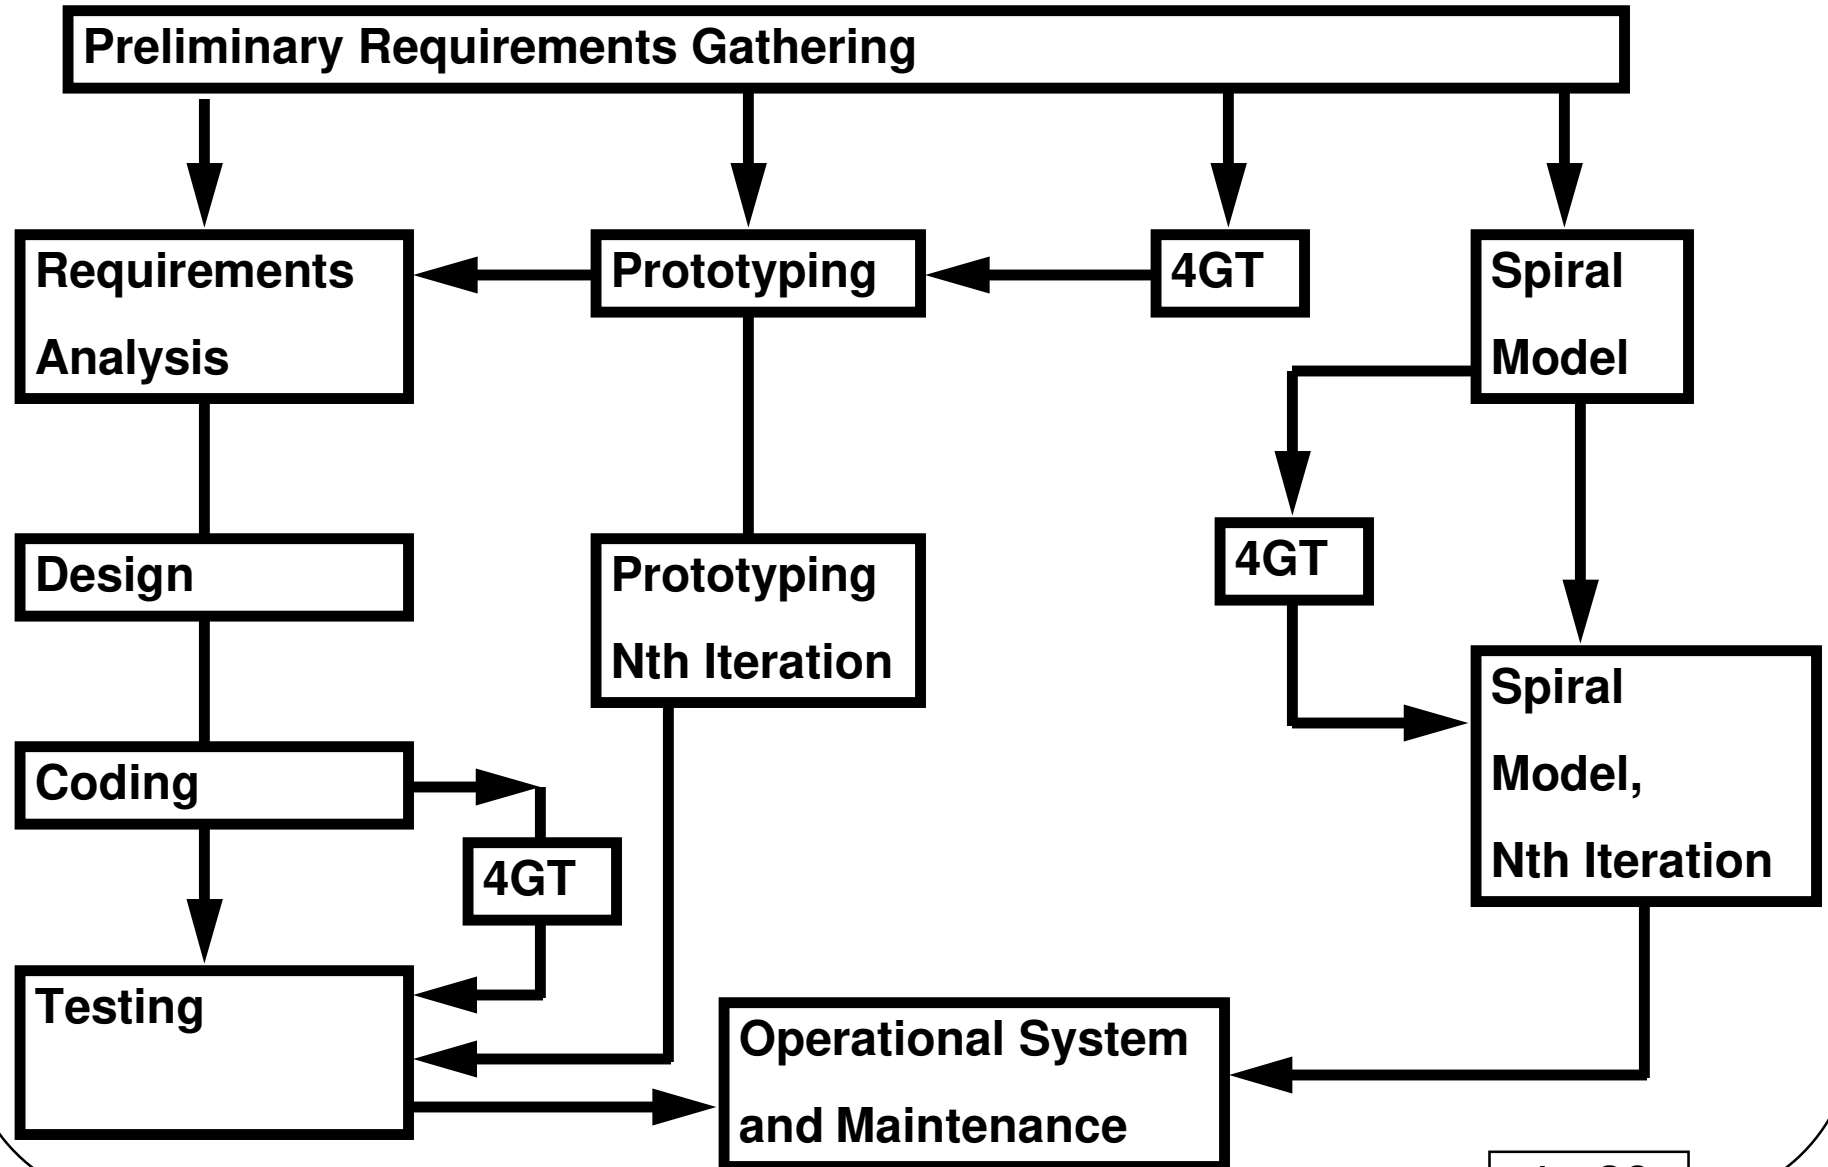 Preliminary Requirements Gathering
Requirements
Analysis
Prototyping
4GT
Spiral
Model
Design
Prototyping
Nth Iteration
4GT
Spiral
Model,
Nth Iteration
Coding
4GT
Testing
Operational System
and Maintenance